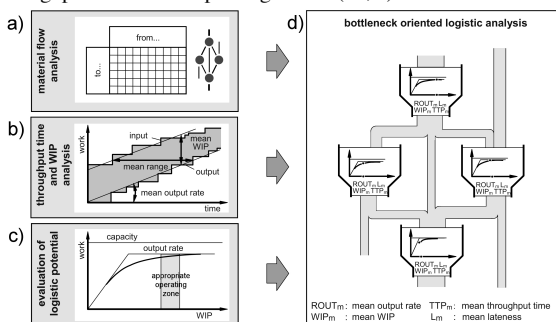 a)
material flow
analysis
from...
to...
b)
throughput time
and WIP
analysis
work
input
mean
WIP
mean range
output
mean output rate
time
c)
evaluation of
logistic potential
work
capacity
output rate
appropriate
operating
zone
WIP
d)
bottleneck oriented logistic analysis
ROUTm Lm
WIPm TTPm
ROUTm Lm
WIPm TTPm
ROUTm Lm
WIPm TTPm
ROUTm Lm
WIPm TTPm
ROUTm: mean output rate TTPm: mean throughput time
WIPm: mean WIP Lm: mean lateness